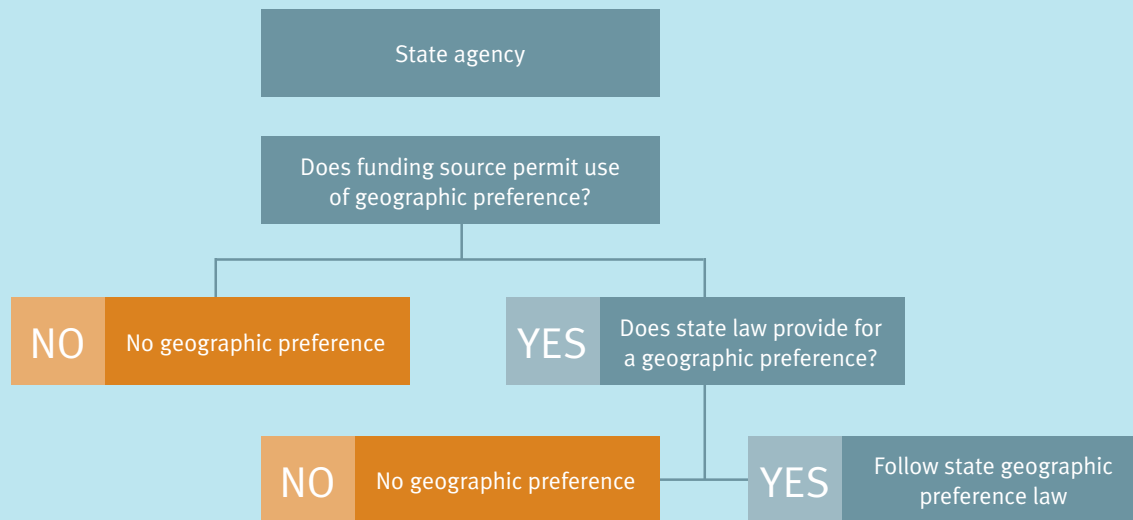 State agency
Does funding source permit use
of geographic preference?
NO
No geographic preference
YES
Does state law provide for
a geographic preference?
NO
No geographic preference
YES
Follow state geographic
preference law